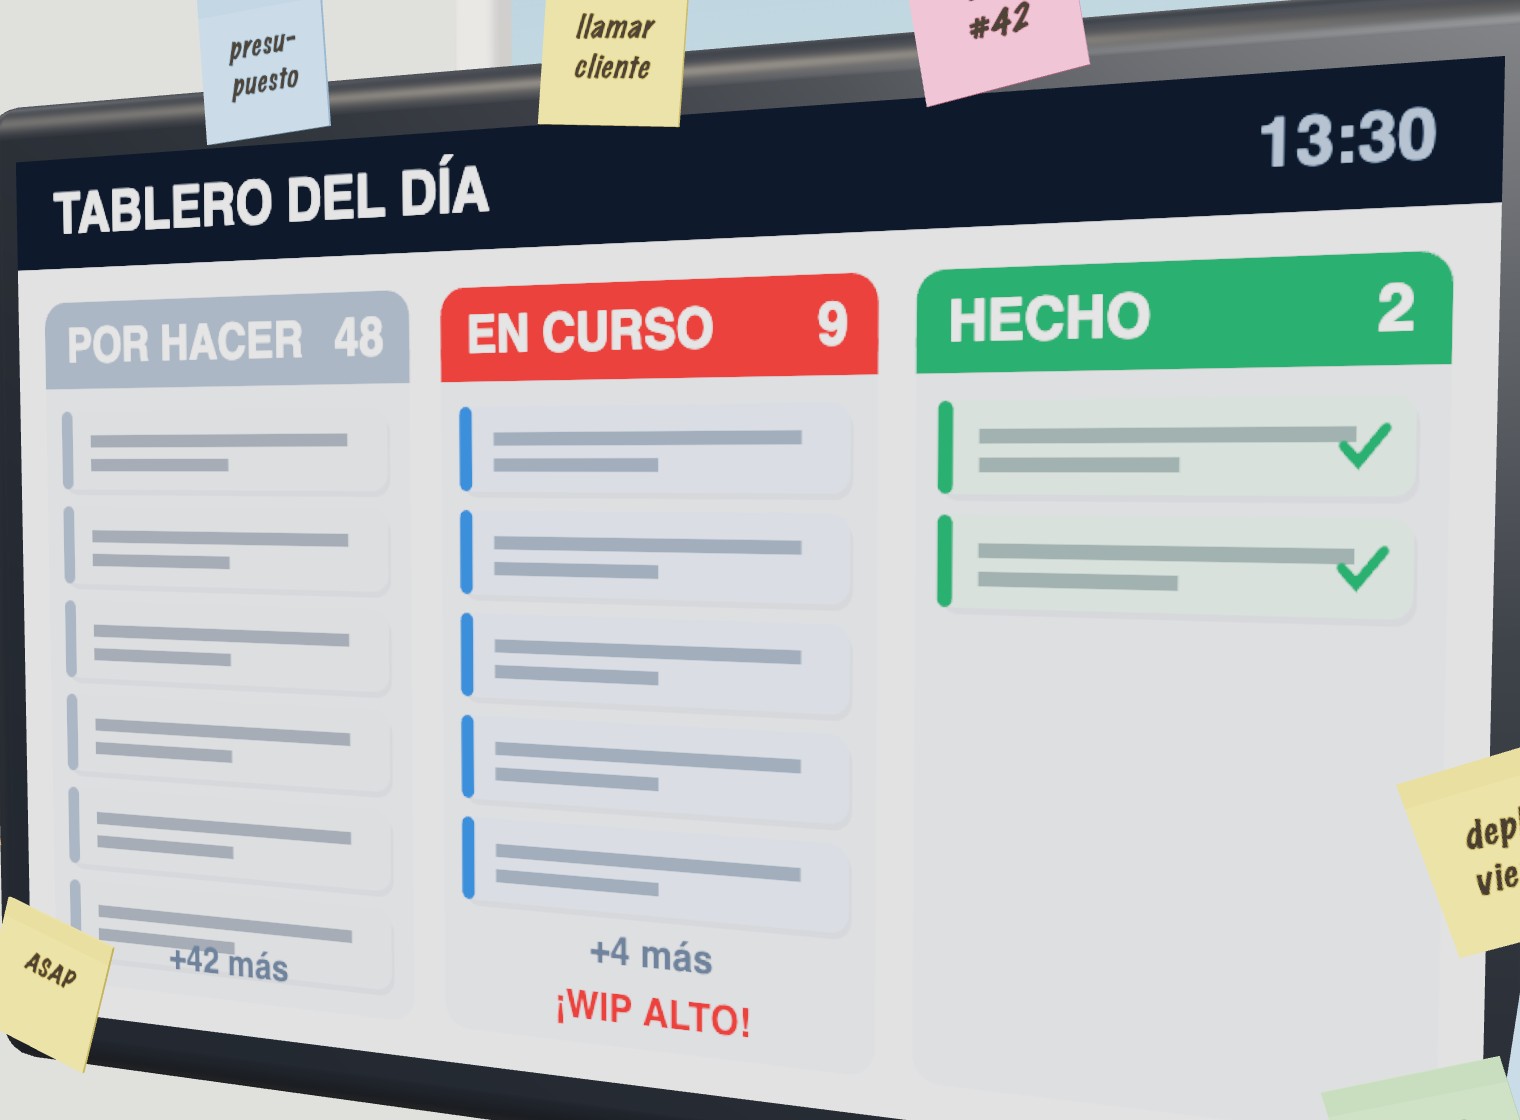 presu-
puesto
llamar
cliente
#42
TABLERO DEL DÍA
13:30
POR HACER 48
EN CURSO 9
HECHO 2
+42 más
+4 más
¡WIP ALTO!
ASAP